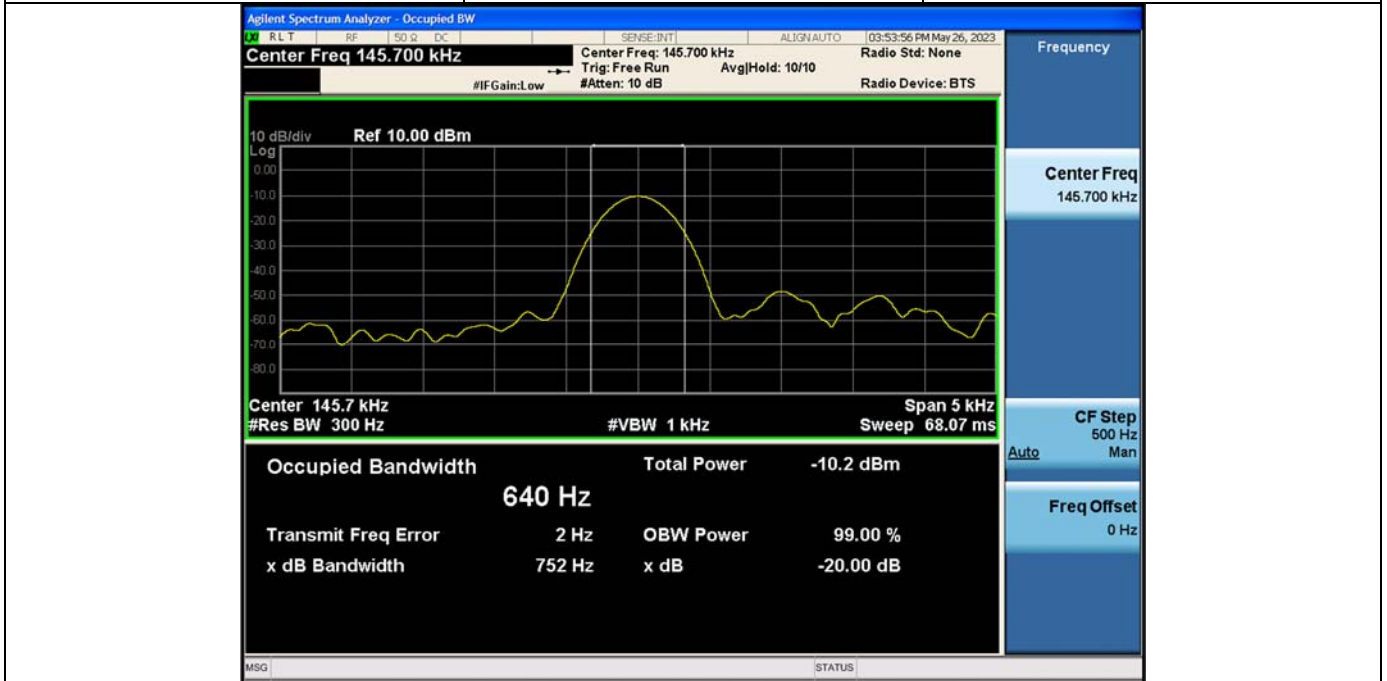 Agilent Spectrum Analyzer - Occupied BW
LXI RLT RF 50 Ω DC SENSE:INT ALIGN AUTO 03:53:56 PM May 26, 2023
Center Freq 145.700 kHz Center Freq: 145.700 kHz Radio Std: None Frequency
Trig: Free Run Avg|Hold: 10/10
#IFGain:Low #Atten: 10 dB Radio Device: BTS
10 dB/div Ref 10.00 dBm
Log
0.00
-10.0
-20.0
-30.0
-40.0
-50.0
-60.0
-70.0
-80.0
Center 145.7 kHz Span 5 kHz
#Res BW 300 Hz #VBW 1 kHz Sweep 68.07 ms
Occupied Bandwidth Total Power -10.2 dBm
640 Hz
Transmit Freq Error 2 Hz OBW Power 99.00 %
x dB Bandwidth 752 Hz x dB -20.00 dB
Center Freq
145.700 kHz
CF Step
500 Hz
Auto Man
Freq Offset
0 Hz
MSG STATUS